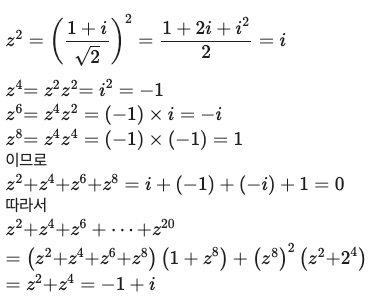 z² = ((1 + i)/√2)² = (1 + 2i + i²)/2 = i
z⁴= z²z²= i² = −1
z⁶= z⁴z² = (−1) × i = −i
z⁸= z⁴z⁴ = (−1) × (−1) = 1
이므로
z²+z⁴+z⁶+z⁸ = i + (−1) + (−i) + 1 = 0
따라서
z²+z⁴+z⁶ + ⋯ +z²⁰
= (z²+z⁴+z⁶+z⁸) (1 + z⁸) + (z⁸)² (z²+2⁴)
= z²+z⁴ = −1 + i